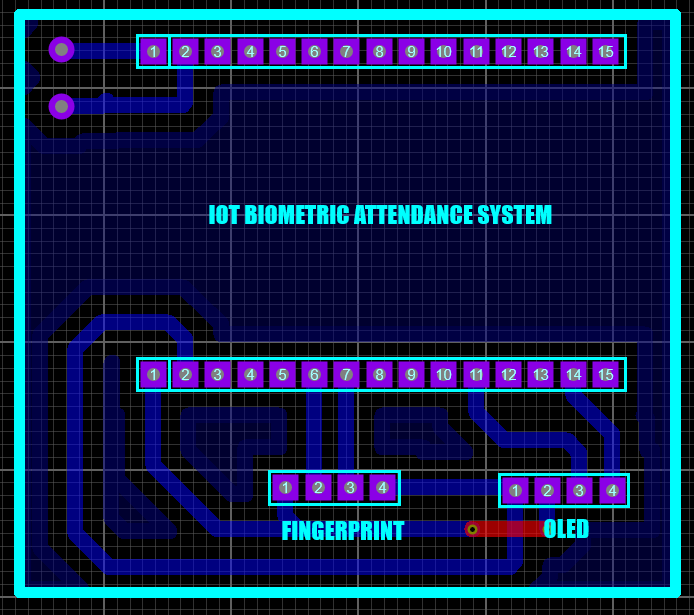 1 2 3 4 5 6 7 8 9 10 11 12 13 14 15
IOT BIOMETRIC ATTENDANCE SYSTEM
1 2 3 4 5 6 7 8 9 10 11 12 13 14 15
1 2 3 4
1 2 3 4
FINGERPRINT
OLED